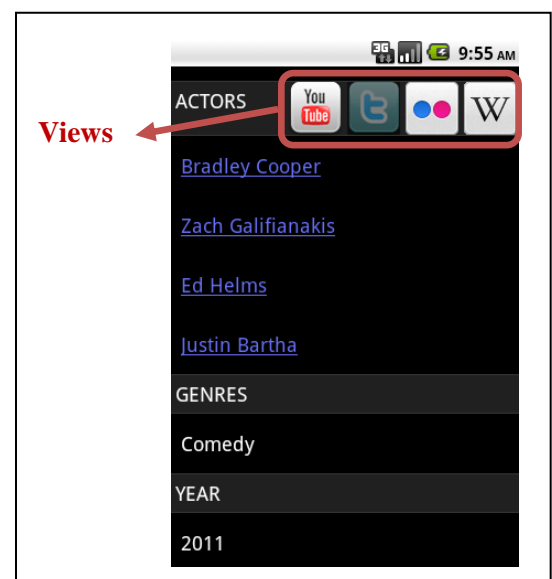 3G 9:55 AM
ACTORS You Tube t W
Views
Bradley Cooper
Zach Galifianakis
Ed Helms
Justin Bartha
GENRES
Comedy
YEAR
2011